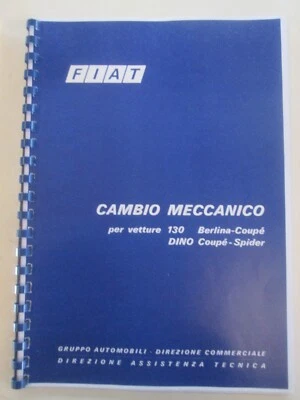 FIAT
CAMBIO MECCANICO
per vetture 130 Berlina-Coupé
DINO Coupé-Spider
GRUPPO AUTOMOBILI - DIREZIONE COMMERCIALE
DIREZIONE ASSISTENZA TECNICA